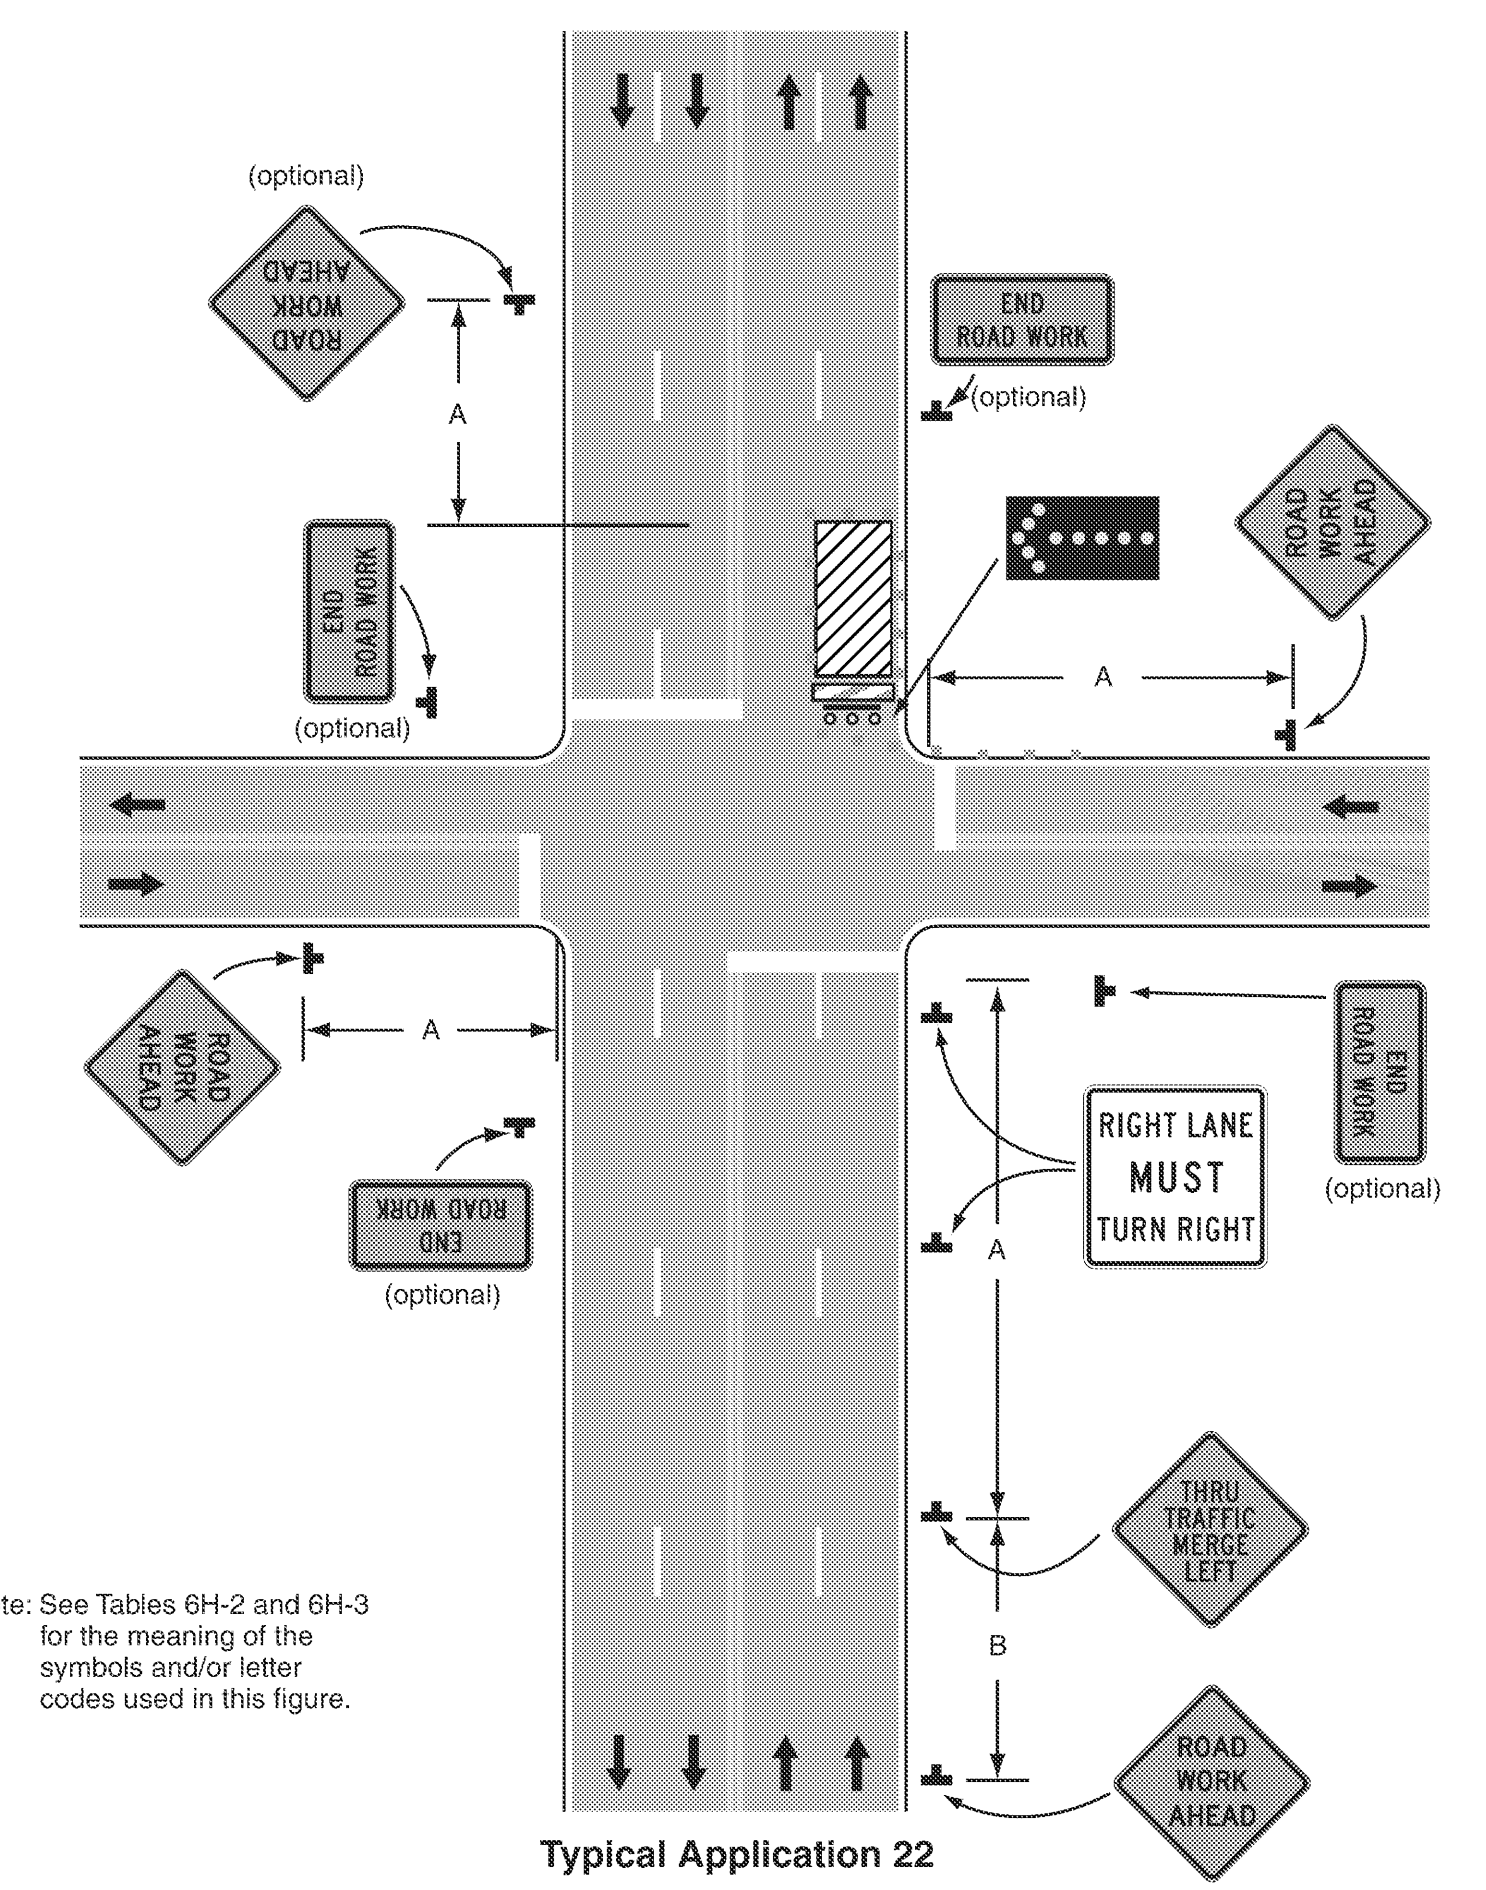 (optional)
ROAD
WORK
AHEAD
A
END
ROAD WORK
(optional)
ROAD
WORK
AHEAD
END
ROAD WORK
(optional)
A
ROAD
WORK
AHEAD
A
A
END
ROAD WORK
(optional)
RIGHT LANE
MUST
TURN RIGHT
END
ROAD WORK
(optional)
A
THRU
TRAFFIC
MERGE
LEFT
B
te: See Tables 6H-2 and 6H-3
for the meaning of the
symbols and/or letter
codes used in this figure.
ROAD
WORK
AHEAD
Typical Application 22